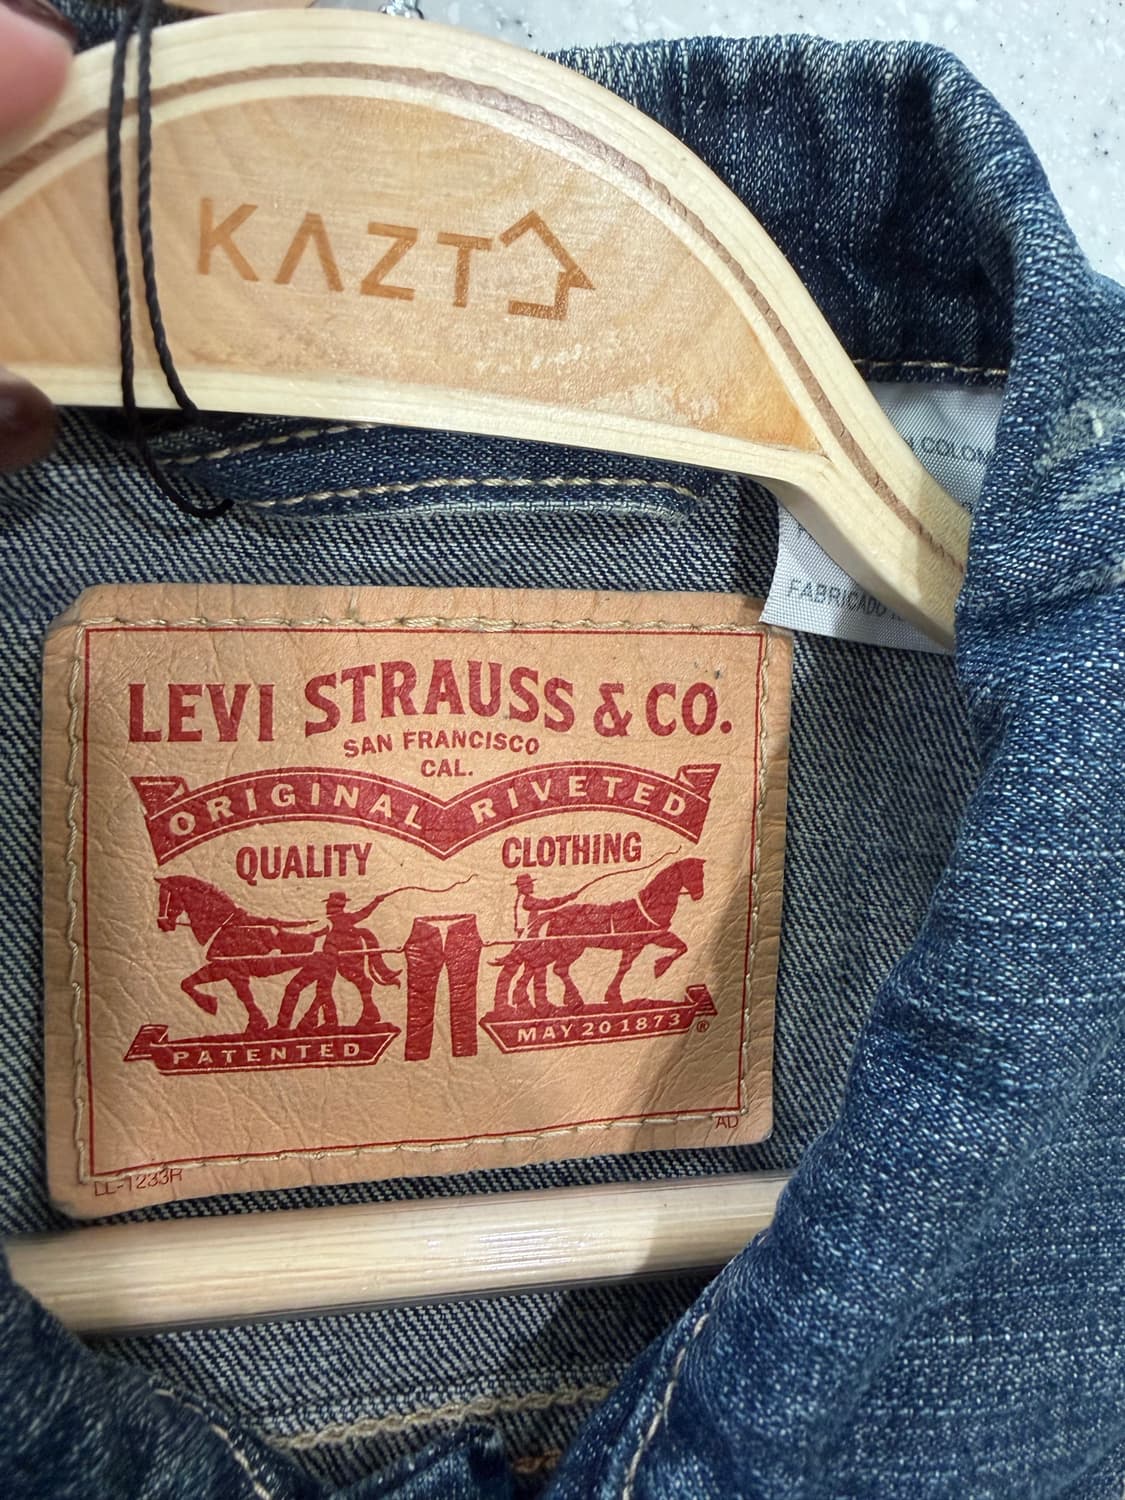 KAZT
COLOM
FABRICADO
LEVI STRAUSS & CO.
SAN FRANCISCO
CAL.
ORIGINAL RIVETED
QUALITY CLOTHING
PATENTED
MAY 20 1873 ®
AD
LL-1233R